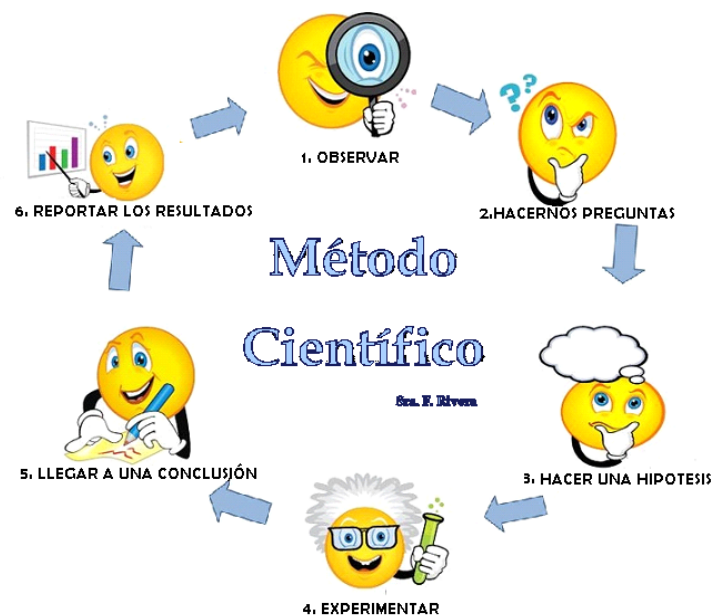 1. OBSERVAR
2.HACERNOS PREGUNTAS
3. HACER UNA HIPOTESIS
4. EXPERIMENTAR
5. LLEGAR A UNA CONCLUSIÓN
6. REPORTAR LOS RESULTADOS
Método
Científico
Sra. F. Rivera